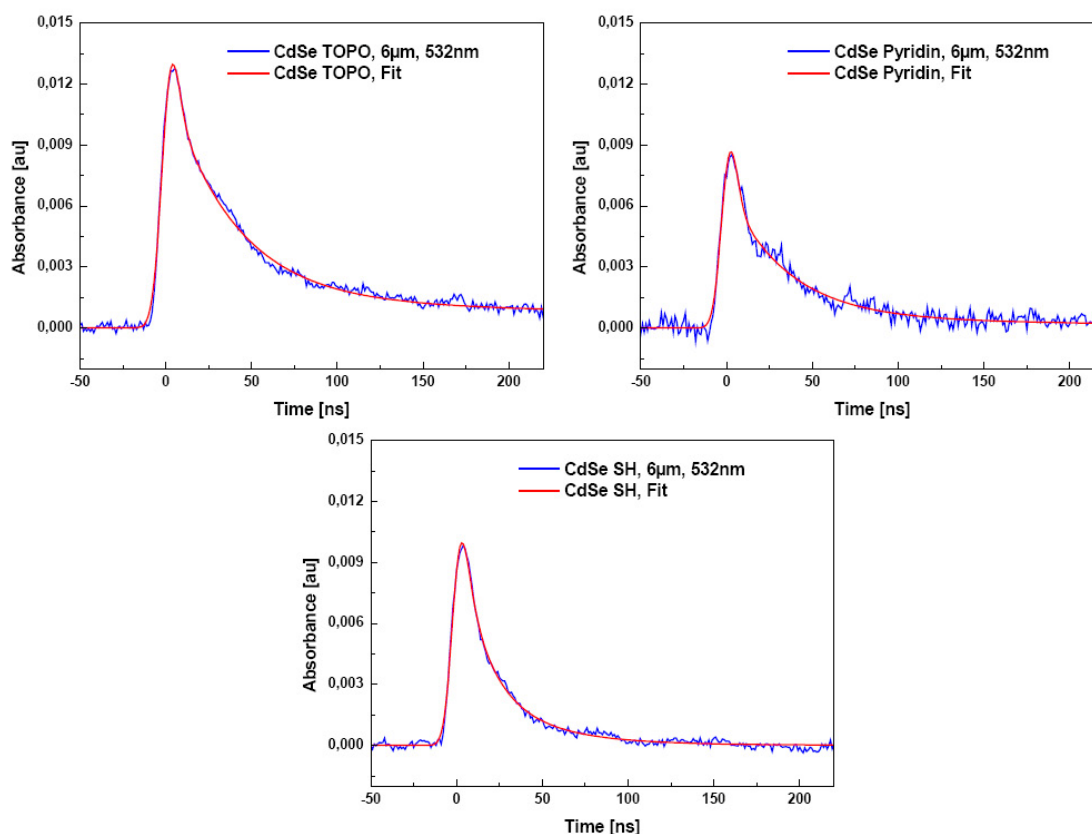 0,015
0,012
0,009
0,006
0,003
0,000
Absorbance [au]
CdSe TOPO, 6µm, 532nm
CdSe TOPO, Fit
-50 0 50 100 150 200
Time [ns]
0,015
0,012
0,009
0,006
0,003
0,000
Absorbance [au]
CdSe Pyridin, 6µm, 532nm
CdSe Pyridin, Fit
-50 0 50 100 150 200
Time [ns]
0,015
0,012
0,009
0,006
0,003
0,000
Absorbance [au]
CdSe SH, 6µm, 532nm
CdSe SH, Fit
-50 0 50 100 150 200
Time [ns]